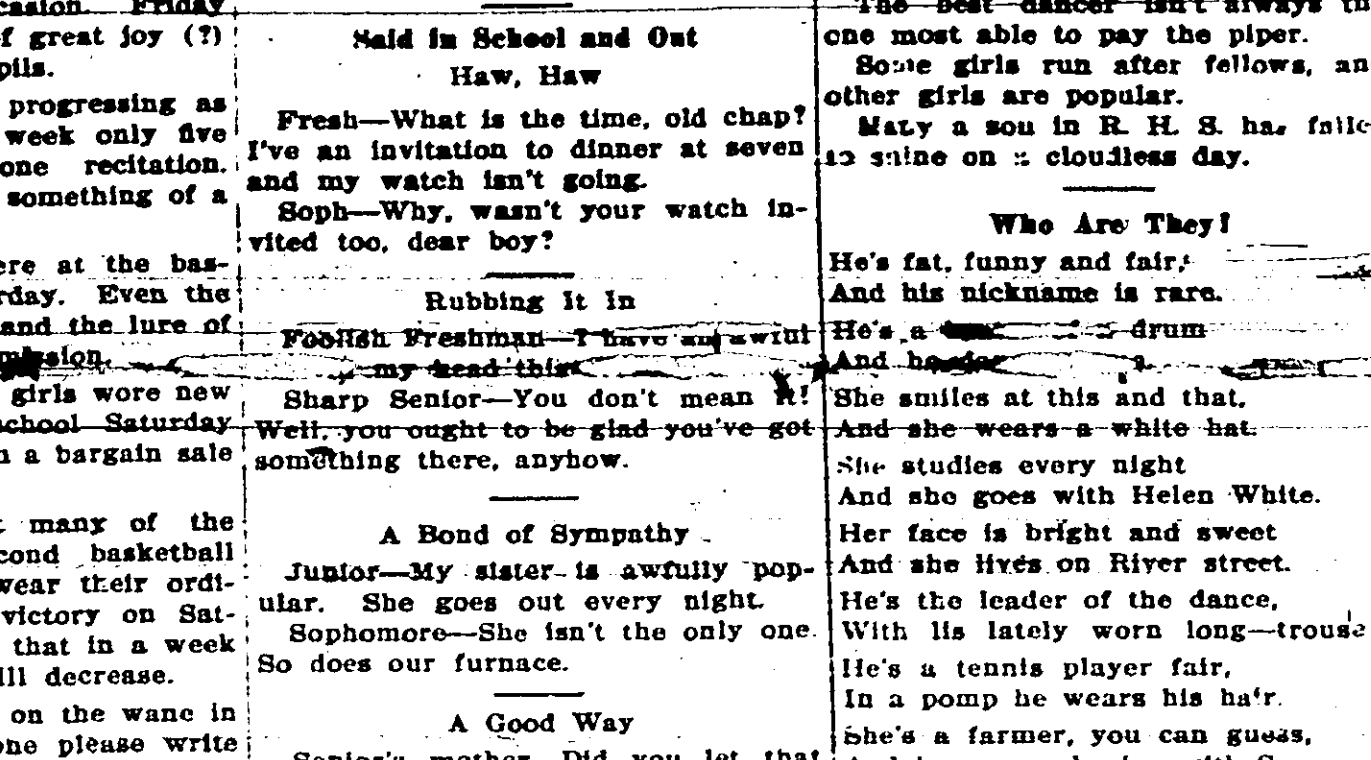 casion. Friday
f great joy (?)
pils.
progressing as
week only five
one recitation.
something of a
ere at the bas-
rday. Even the
and the lure of
mission.
girls wore new
school Saturday
n a bargain sale
t many of the
cond basketball
wear their ordi-
victory on Sat-
that in a week
ill decrease.
on the wane in
one please write
Said in School and Out
Haw, Haw
Fresh—What is the time, old chap?
I've an invitation to dinner at seven
and my watch isn't going.
Soph—Why, wasn't your watch in-
vited too, dear boy?
Rubbing It In
Foolish Freshman—I have an awful
my head this
Sharp Senior—You don't mean it!
Well, you ought to be glad you've got
something there, anyhow.
A Bond of Sympathy
Junior—My sister is awfully pop-
ular. She goes out every night.
Sophomore—She isn't the only one.
So does our furnace.
A Good Way
Senior's mother Did you let that
The best dancer isn't always th
one most able to pay the piper.
Some girls run after fellows, an
other girls are popular.
Many a son in R. H. S. has faile
to shine on a cloudless day.
Who Are They?
He's fat, funny and fair,
And his nickname is rare.
He's a drum
And
She smiles at this and that,
And she wears a white hat.
She studies every night
And she goes with Helen White.
Her face is bright and sweet
And she lives on River street.
He's the leader of the dance,
With his lately worn long—trouse
He's a tennis player fair,
In a pomp he wears his hair.
She's a farmer, you can guess,